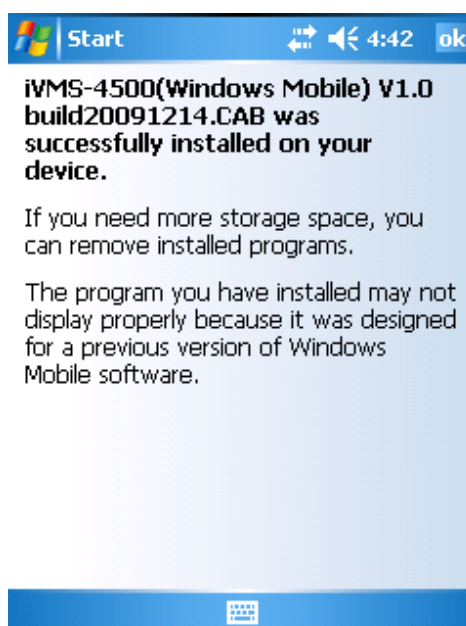 Start 4:42 ok
iVMS-4500(Windows Mobile) V1.0
build20091214.CAB was
successfully installed on your
device.
If you need more storage space, you
can remove installed programs.
The program you have installed may not
display properly because it was designed
for a previous version of Windows
Mobile software.